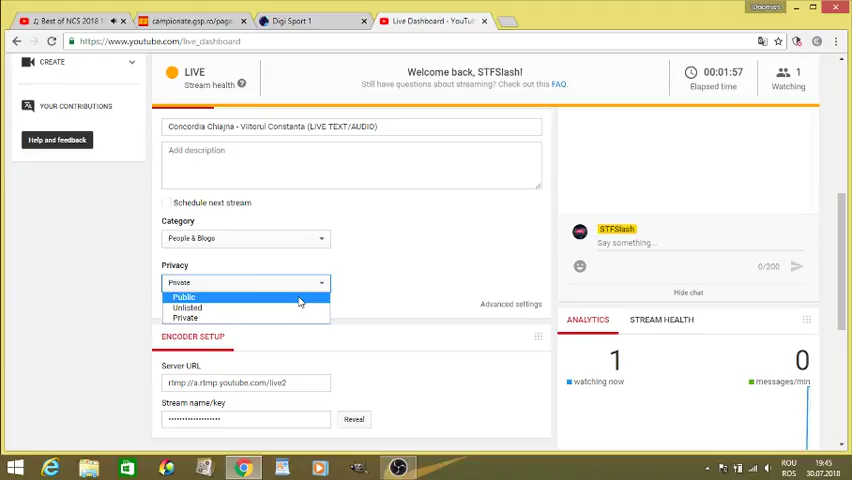 Doomish
Best of NCS 2018 M
campionate.gsp.ro/page
Digi Sport 1
Live Dashboard - YouTu
https://www.youtube.com/live_dashboard
CREATE
YOUR CONTRIBUTIONS
Help and feedback
LIVE
Stream health
Welcome back, STFSlash!
Still have questions about streaming? Check out this FAQ.
00:01:57
Elapsed time
1
Watching
Concordia Chiajna - Viitorul Constanta (LIVE TEXT/AUDIO)
Add description
Schedule next stream
Category
People & Blogs
Privacy
Private
Public
Unlisted
Private
Advanced settings
ENCODER SETUP
Server URL
rtmp://a.rtmp.youtube.com/live2
Stream name/key
••••••••••••••••••
Reveal
STFSlash
Say something...
0/200
Hide chat
ANALYTICS
STREAM HEALTH
1
watching now
0
messages/min
ROU
ROS
19:45
30.07.2018